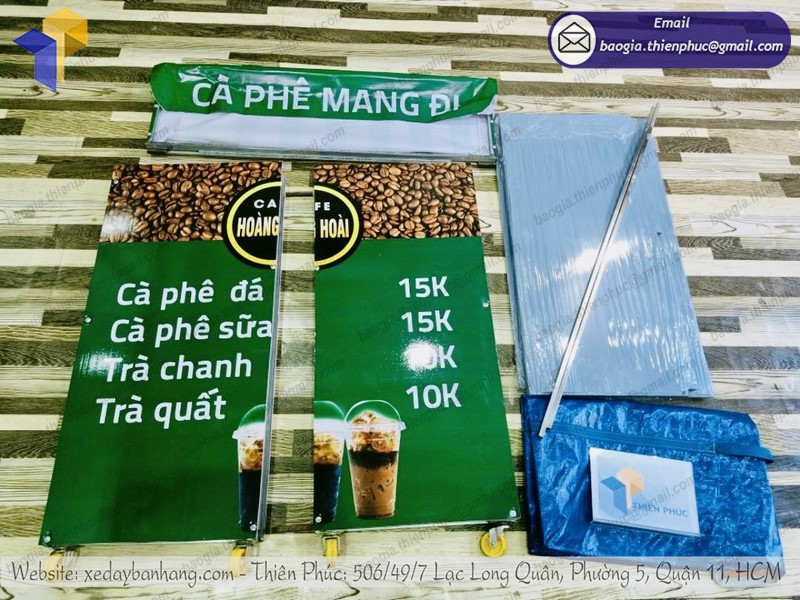 Email
baogia.thienphuc@gmail.com
CÀ PHÊ MANG ĐI
CAFE
HOÀNG HOÀI
Cà phê đá 15K
Cà phê sữa 15K
Trà chanh 10K
Trà quất 10K
THIÊN PHÚC
Website: xedaybanhang.com - Thiên Phúc: 506/49/7 Lạc Long Quân, Phường 5, Quận 11, HCM